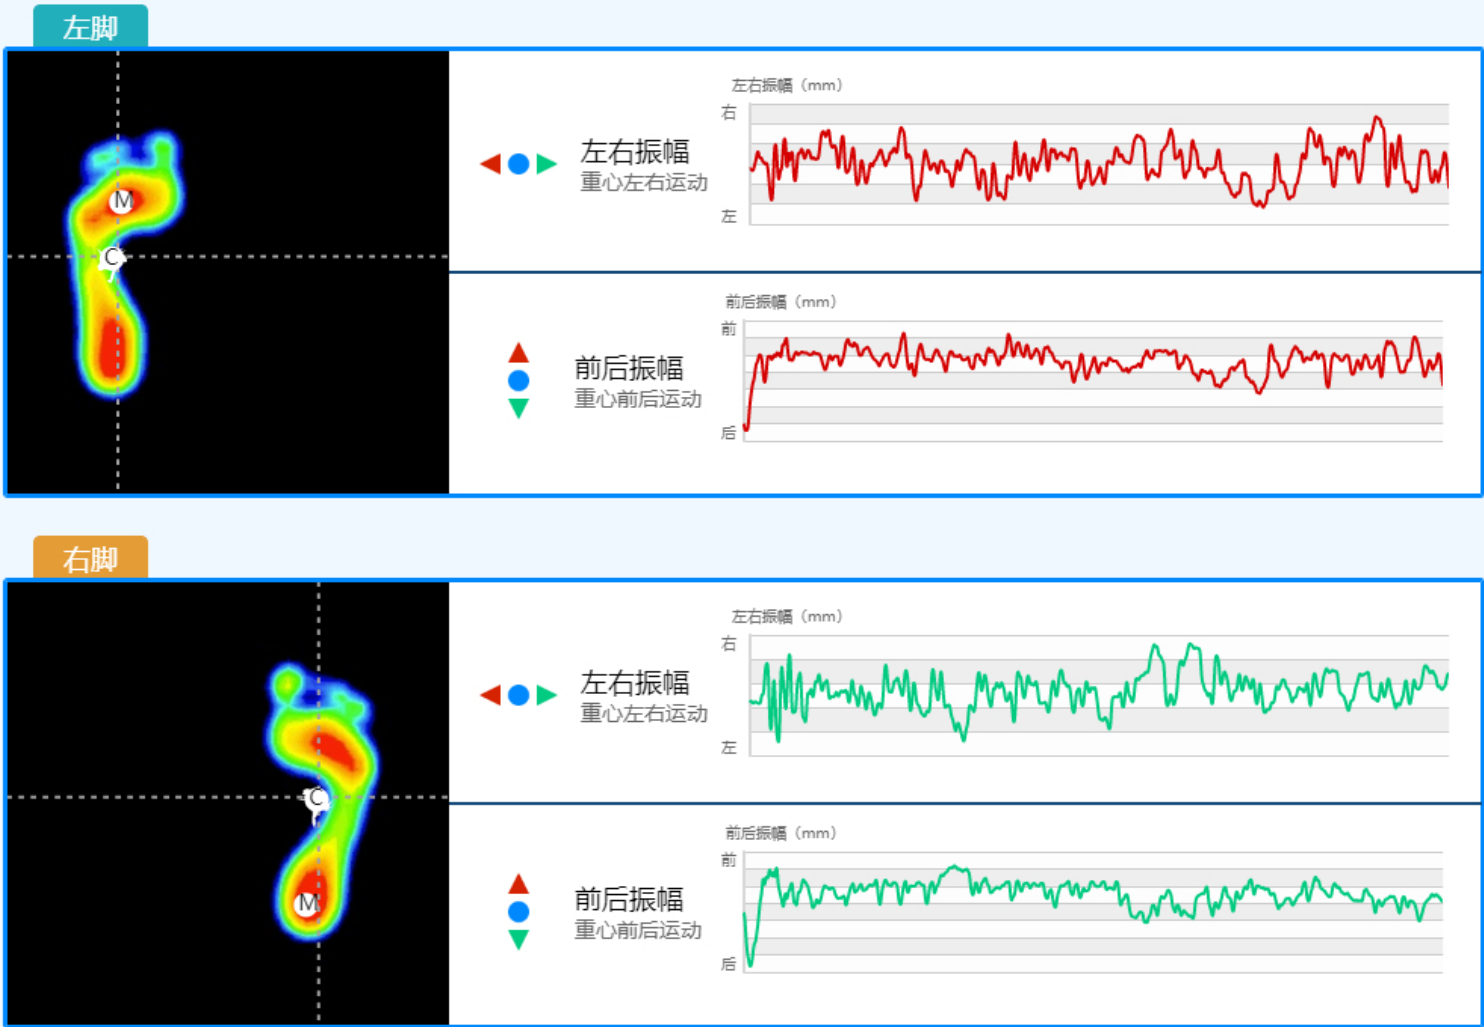 左脚
左右振幅（mm）
右
左右振幅
重心左右运动
左
M
C
前后振幅（mm）
前
前后振幅
重心前后运动
后
右脚
左右振幅（mm）
右
左右振幅
重心左右运动
左
C
M
前后振幅（mm）
前
前后振幅
重心前后运动
后